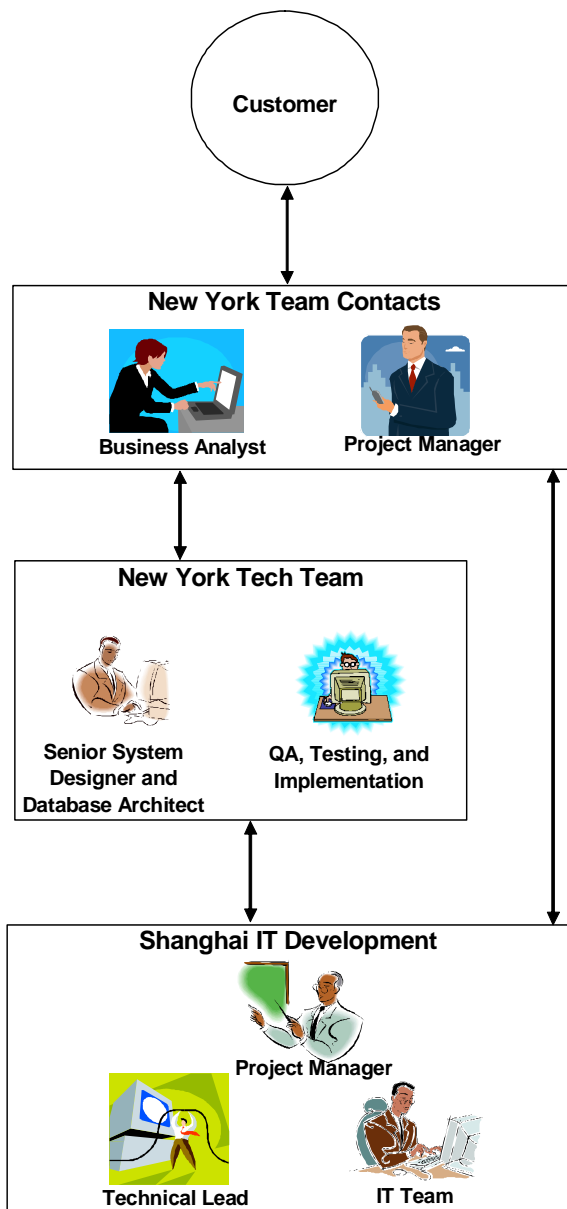 Customer
New York Team Contacts
Business Analyst
Project Manager
New York Tech Team
Senior System
Designer and
Database Architect
QA, Testing, and
Implementation
Shanghai IT Development
Project Manager
Technical Lead
IT Team